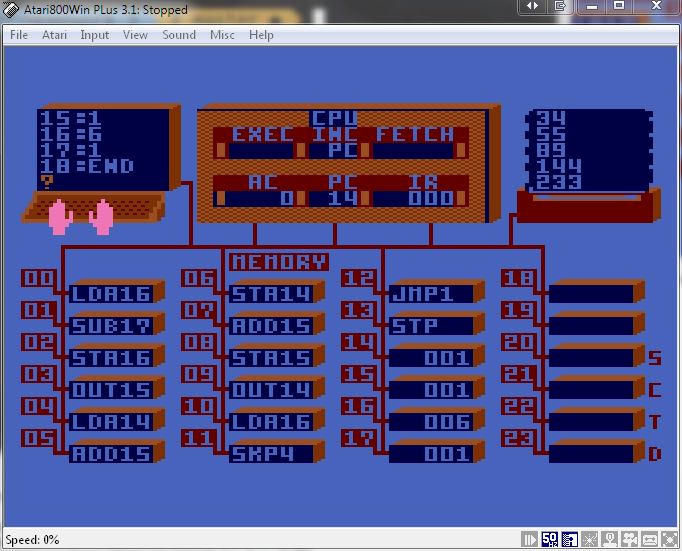 Atari800Win PLus 3.1: Stopped
File Atari Input View Sound Misc Help
15=1
16=6
17=1
18=END
?
CPU
EXEC INC FETCH
PC
AC PC IR
0 14 000
34
55
89
144
233
MEMORY
00 LDA16
01 SUB17
02 STA16
03 OUT15
04 LDA14
05 ADD15
06 STA14
07 ADD15
08 STA15
09 OUT14
10 LDA16
11 SKP4
12 JMP1
13 STP
14 001
15 001
16 006
17 001
18
19
20 S
21 C
22 T
23 D
Speed: 0%
50